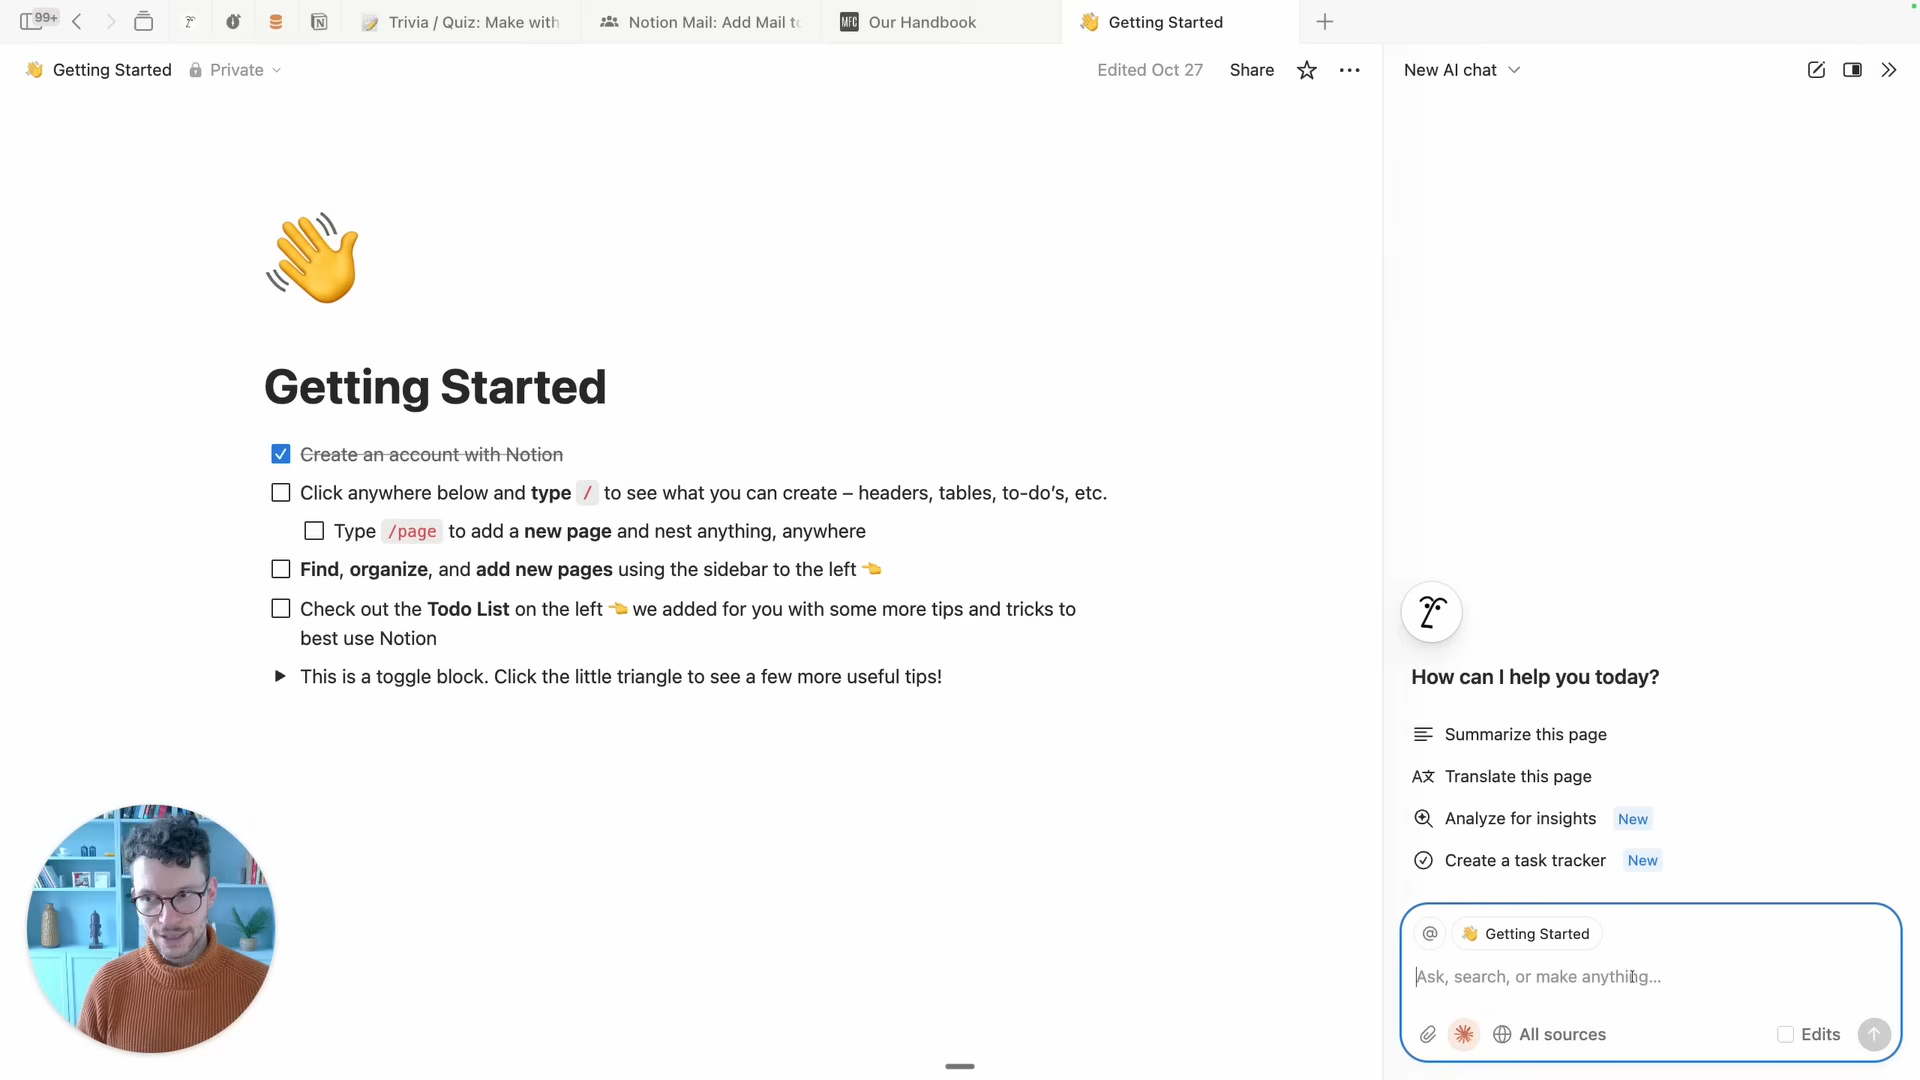 99+
Trivia / Quiz: Make with
Notion Mail: Add Mail to
MFC Our Handbook
Getting Started
Getting Started Private
Edited Oct 27 Share
New AI chat
Getting Started
Create an account with Notion
Click anywhere below and type / to see what you can create – headers, tables, to-do’s, etc.
Type /page to add a new page and nest anything, anywhere
Find, organize, and add new pages using the sidebar to the left
Check out the Todo List on the left we added for you with some more tips and tricks to
best use Notion
This is a toggle block. Click the little triangle to see a few more useful tips!
How can I help you today?
Summarize this page
Translate this page
Analyze for insights New
Create a task tracker New
@ Getting Started
Ask, search, or make anything...
All sources Edits